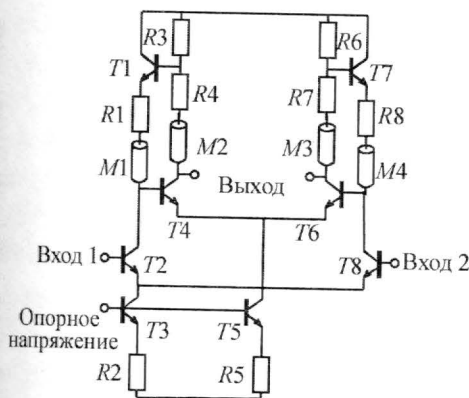 R3
R6
T1
T7
R4
R7
R1
R8
M2
M3
M1
M4
Выход
T4
T6
Вход 1
T2
T8
Вход 2
Опорное
напряжение
T3
T5
R2
R5